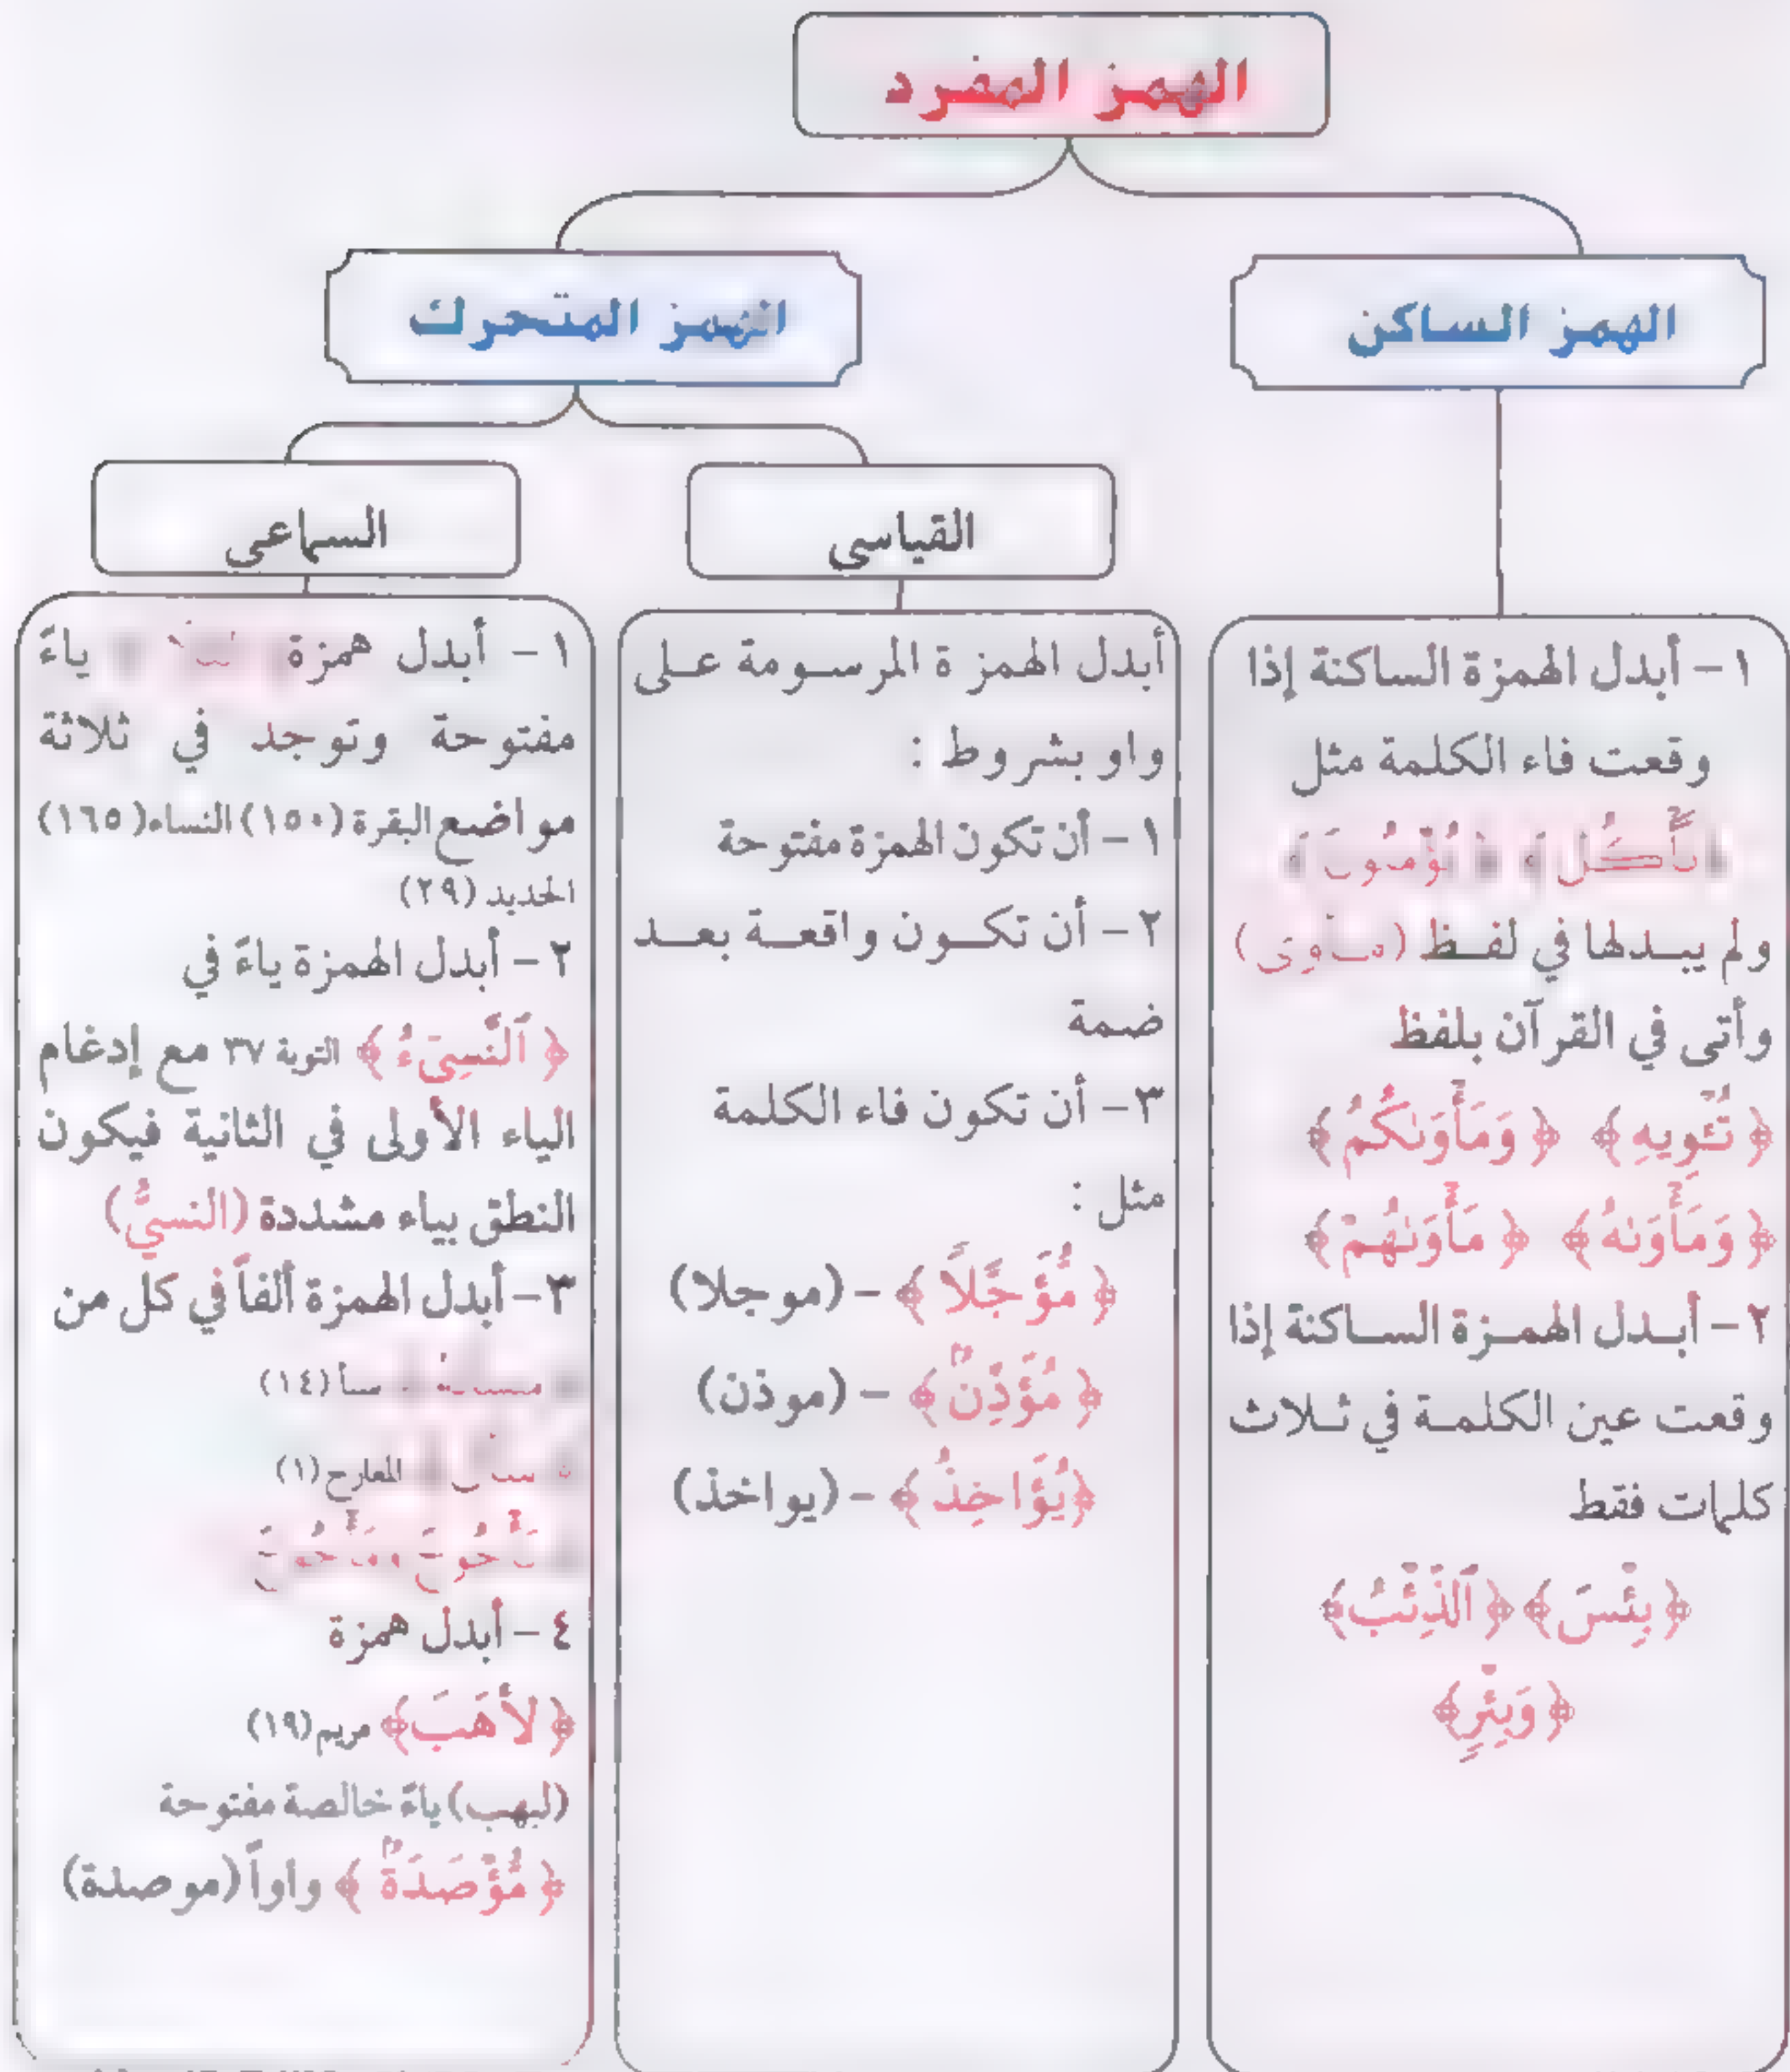 الهمز المفرد
الهمز الساكن
الهمز المتحرك
القياسي
السماعي
١- أبدل الهمزة الساكنة إذا
وقعت فاء الكلمة مثل
ولم يبدلها في لفظ (مأوى)
وأتى في القرآن بلفظ
﴿تُـْٔوِيهِ﴾ ﴿وَمَأْوَىٰكُمُ﴾
﴿وَمَأْوَىٰهُ﴾ ﴿مَأْوَىٰهُمْ﴾
٢- أبدل الهمزة الساكنة إذا
وقعت عين الكلمة في ثلاث
كلمات فقط
﴿بِئْسَ﴾ ﴿ٱلذِّئْبُ﴾
﴿وَبِئْرٍ﴾
أبدل الهمزة المرسومة على
واو بشروط :
١- أن تكون الهمزة مفتوحة
٢- أن تكون واقعة بعد
ضمة
٣- أن تكون فاء الكلمة
مثل :
﴿مُّؤَجَّلاً﴾ - (موجلا)
﴿مُؤَذِّنٌ﴾ - (موذن)
﴿يُؤَاخِذُ﴾ - (يواخذ)
١- أبدل همزة ياءً
مفتوحة وتوجد في ثلاثة
مواضع البقرة (١٥٠) النساء (١٦٥)
الحديد (٢٩)
٢- أبدل الهمزة ياءً في
﴿ٱلنَّسِىٓءُ﴾ التوبة ٣٧ مع إدغام
الياء الأولى في الثانية فيكون
النطق بياء مشددة (النسيُّ)
٣- أبدل الهمزة ألفاً في كل من
سبأ (١٤)
المعارج (١)
٤- أبدل همزة
﴿لأَهَبَ﴾ مريم (١٩)
(ليهب) ياءً خالصة مفتوحة
﴿مُّؤْصَدَةٌ﴾ واواً (موصدة)